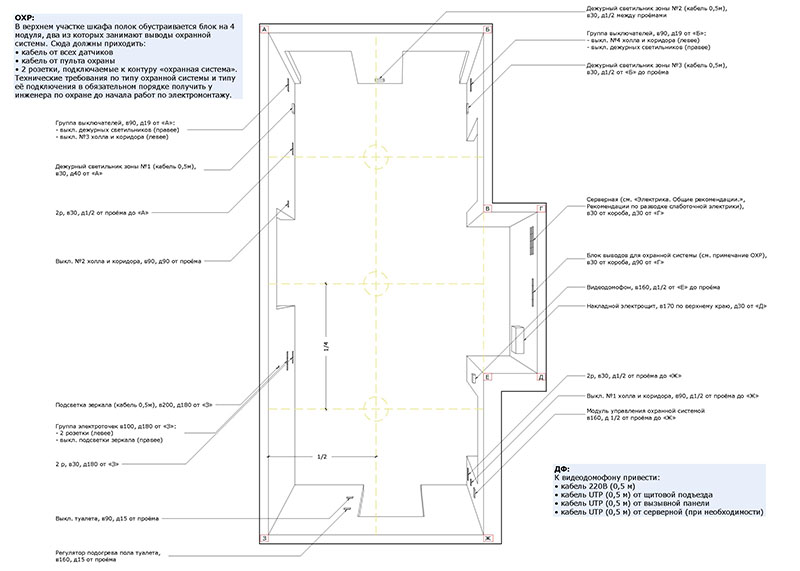 ОХР:
В верхнем участке шкафа полок обустраивается блок на 4
модуля, два из которых занимают выводы охранной
системы. Сюда должны приходить:
• кабель от всех датчиков
• кабель от пульта охраны
• 2 розетки, подключаемые к контуру «охранная система».
Технические требования по типу охранной системы и типу
её подключения в обязательном порядке получить у
инженера по охране до начала работ по электромонтажу.
Группа выключателей, в90, д19 от «А»:
- выкл. дежурных светильников (правее)
- выкл. №3 холла и коридора (левее)
Дежурный светильник зоны №1 (кабель 0,5м),
в30, д40 от «А»
2р, в30, д1/2 от проёма до «А»
Выкл. №2 холла и коридора, в90, д90 от проёма
Подсветка зеркала (кабель 0,5м), в200, д180 от «З»
Группа электроточек в100, д180 от «З»:
- 2 розетки (левее)
- выкл. подсветки зеркала (правее)
2 р, в30, д180 от «З»
Выкл. туалета, в90, д15 от проёма
Регулятор подогрева пола туалета,
в160, д15 от проёма
А
Б
В
Г
Е
Д
З
Ж
1/4
1/2
Дежурный светильник зоны №2 (кабель 0,5м),
в30, д1/2 между проёмами
Группа выключателей, в90, д19 от «Б»:
- выкл. №4 холла и коридора (левее)
- выкл. дежурных светильников (правее)
Дежурный светильник зоны №3 (кабель 0,5м),
в30, д1/2 от «Б» до проёма
Серверная (см. «Электрика. Общие рекомендации.»,
Рекомендации по разводке слаботочной электрики),
в30 от короба, д30 от «Г»
Блок выводов для охранной системы (см. примечание ОХР),
в30 от короба, д90 от «Г»
Видеодомофон, в160, д1/2 от «Е» до проёма
Накладной электрощит, в170 по верхнему краю, д30 от «Д»
2р, в30, д1/2 от проёма до «Ж»
Выкл. №1 холла и коридора, в90, д1/2 от проёма до «Ж»
Модуль управления охранной системой
в160, д 1/2 от проёма до «Ж»
ДФ:
К видеодомофону привести:
• кабель 220В (0,5 м)
• кабель UTP (0,5 м) от щитовой подъезда
• кабель UTP (0,5 м) от вызывной панели
• кабель UTP (0,5 м) от серверной (при необходимости)